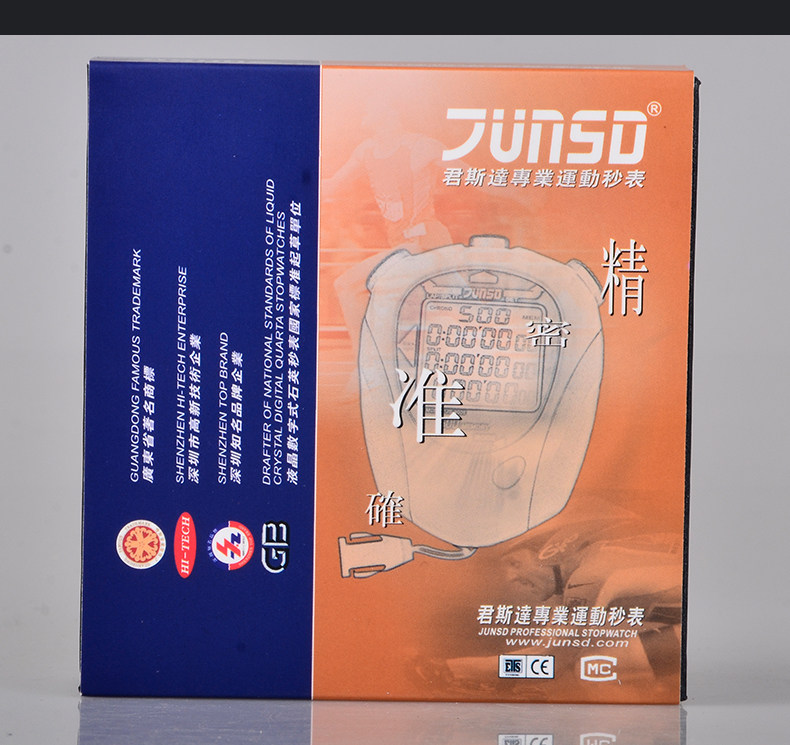 JUNSD®
君斯達專業運動秒表
精
密
准
確
JUNSD
500
君斯達專業運動秒表
JUNSD PROFESSIONAL STOPWATCH
www.junsd.com
CE
MC
GUANGDONG FAMOUS TRADEMARK
廣東省著名商標
SHENZHEN HI-TECH ENTERPRISE
深圳市高新技術企業
SHENZHEN TOP BRAND
深圳知名品牌企業
DRAFTER OF NATIONAL STANDARDS OF LIQUID
CRYSTAL DIGITAL QUARTA STOPWATCHES
液晶數字式石英秒表國家標准起草單位
HI-TECH
GB